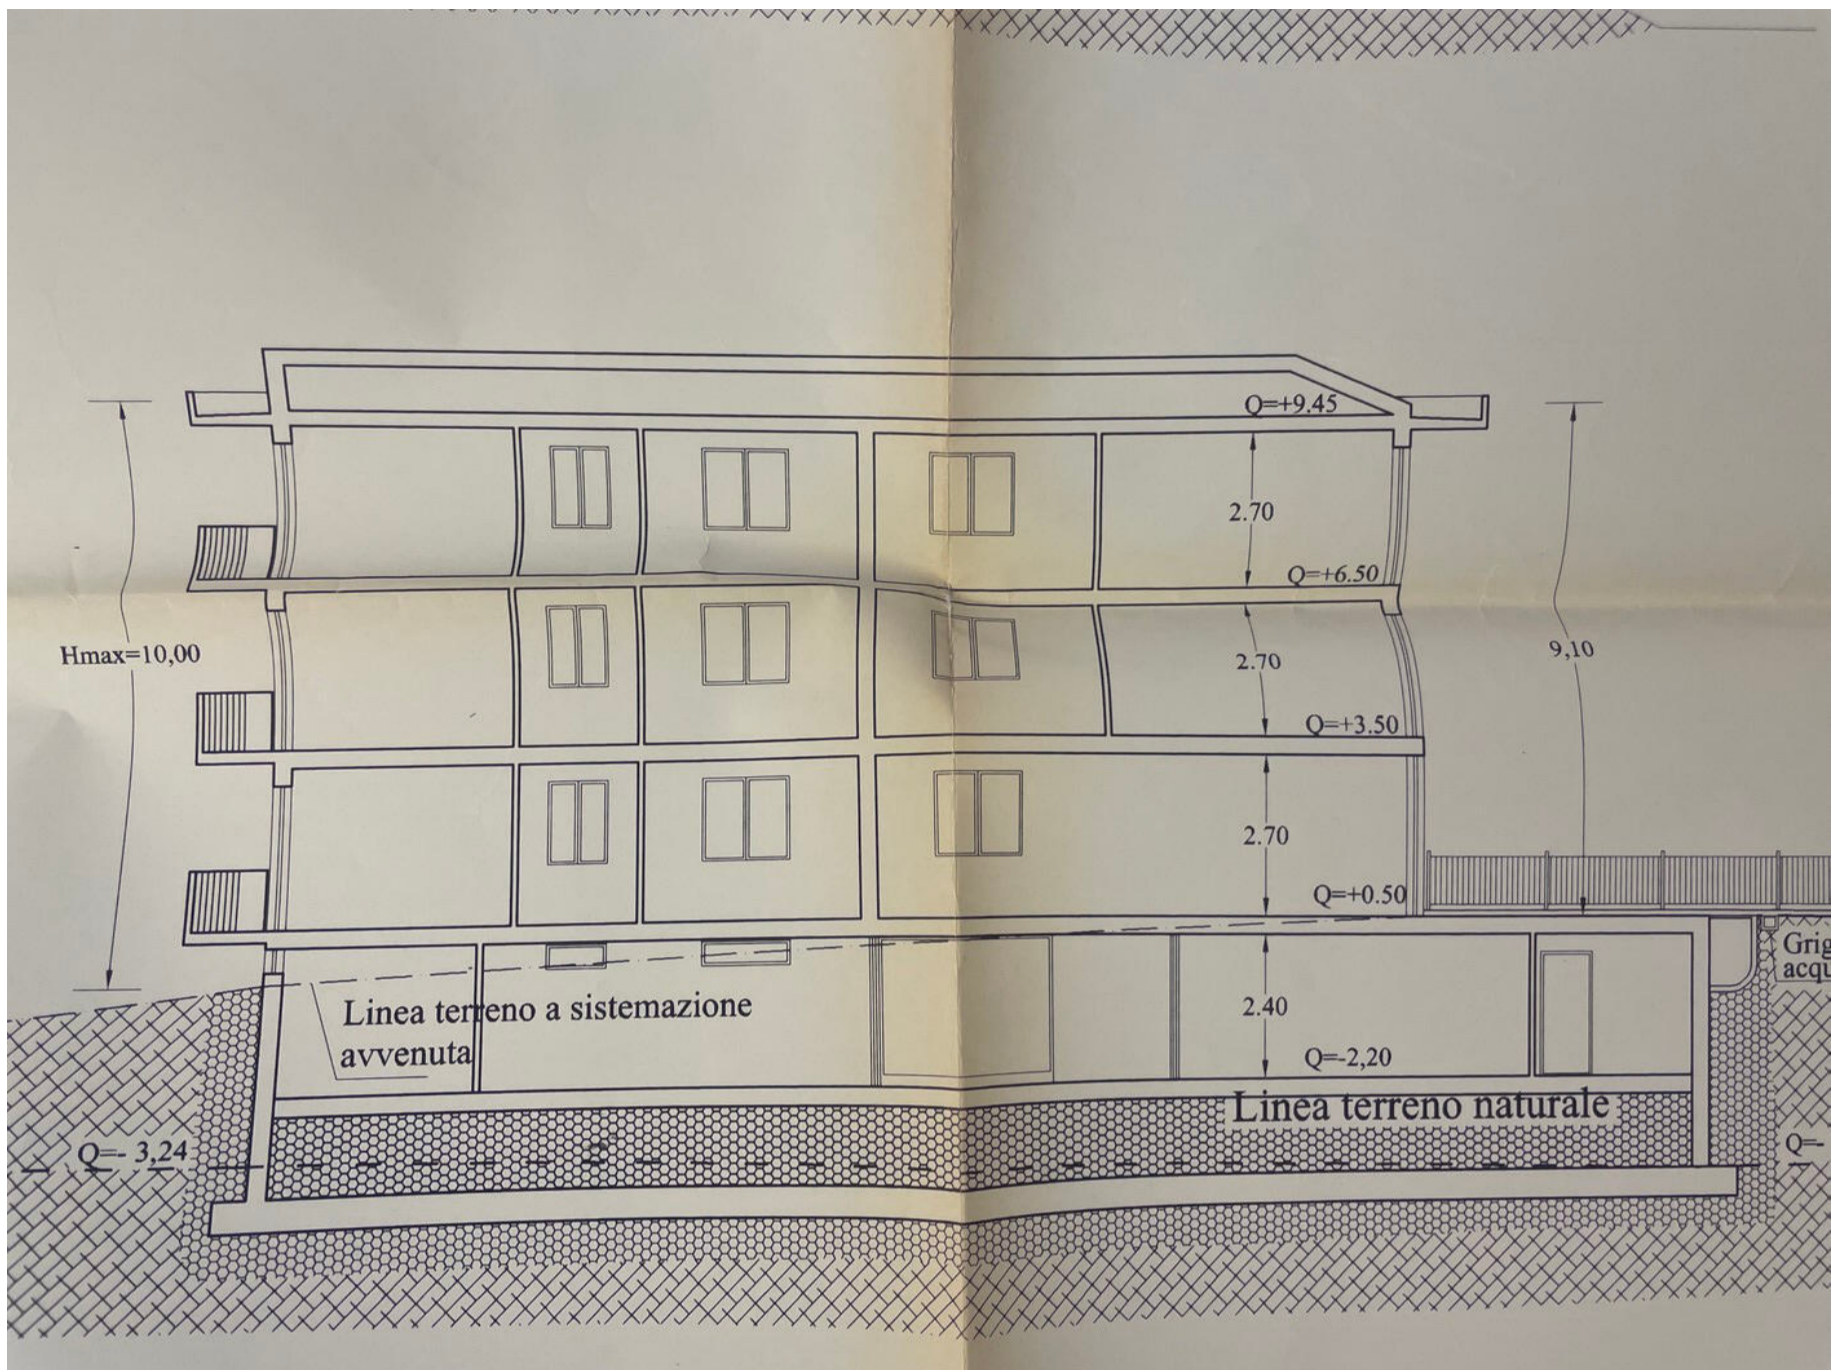 Q=+9.45
2.70
Q=+6.50
Hmax=10,00
2.70
9,10
Q=+3.50
2.70
Q=+0.50
Grig
acqu
Linea terreno a sistemazione
avvenuta
2.40
Q=-2,20
Linea terreno naturale
Q=- 3,24
Q=-